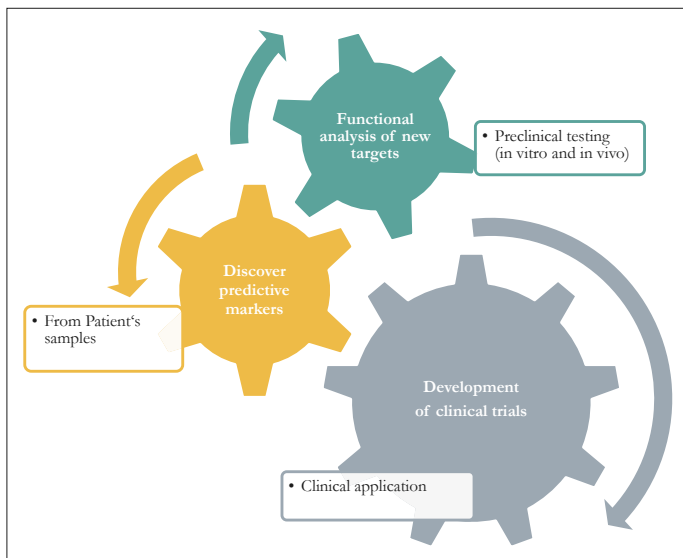 Functional
analysis of new
targets
• Preclinical testing
(in vitro and in vivo)
Discover
predictive
markers
• From Patient‘s
samples
Development
of clinical trials
• Clinical application